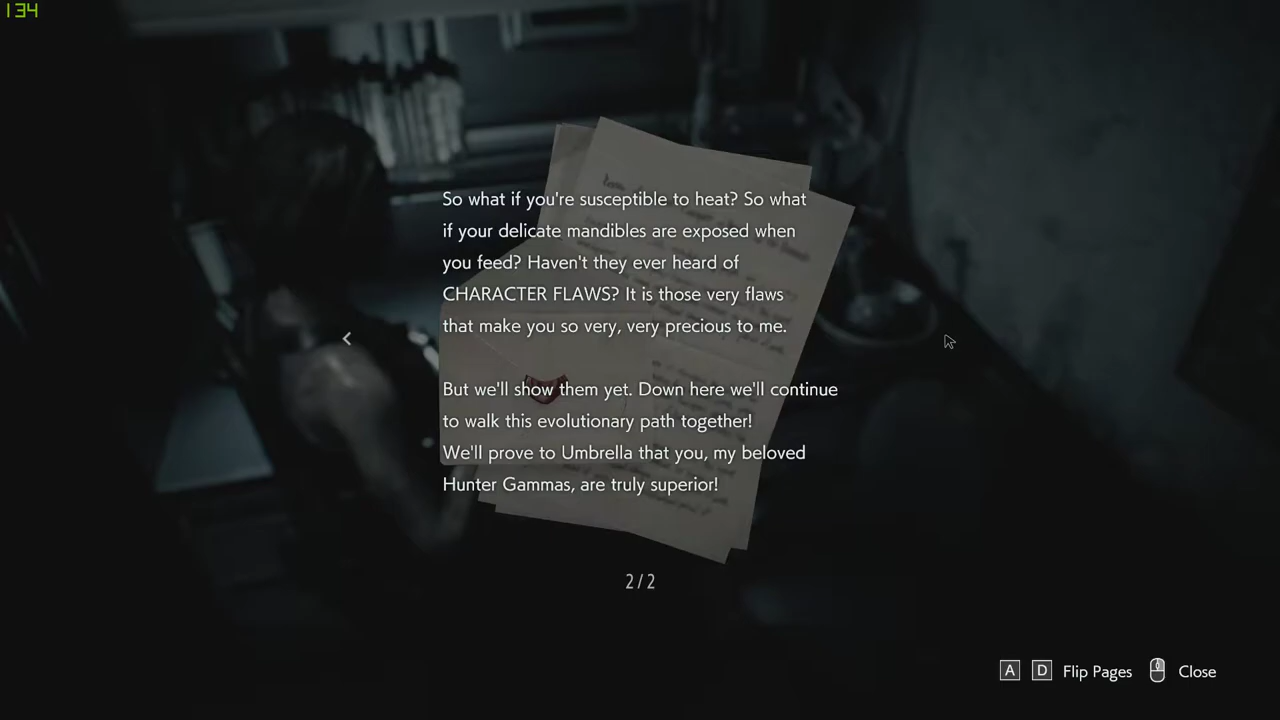 134
So what if you're susceptible to heat? So what
if your delicate mandibles are exposed when
you feed? Haven't they ever heard of
CHARACTER FLAWS? It is those very flaws
that make you so very, very precious to me.
But we'll show them yet. Down here we'll continue
to walk this evolutionary path together!
We'll prove to Umbrella that you, my beloved
Hunter Gammas, are truly superior!
2/2
A D Flip Pages Close